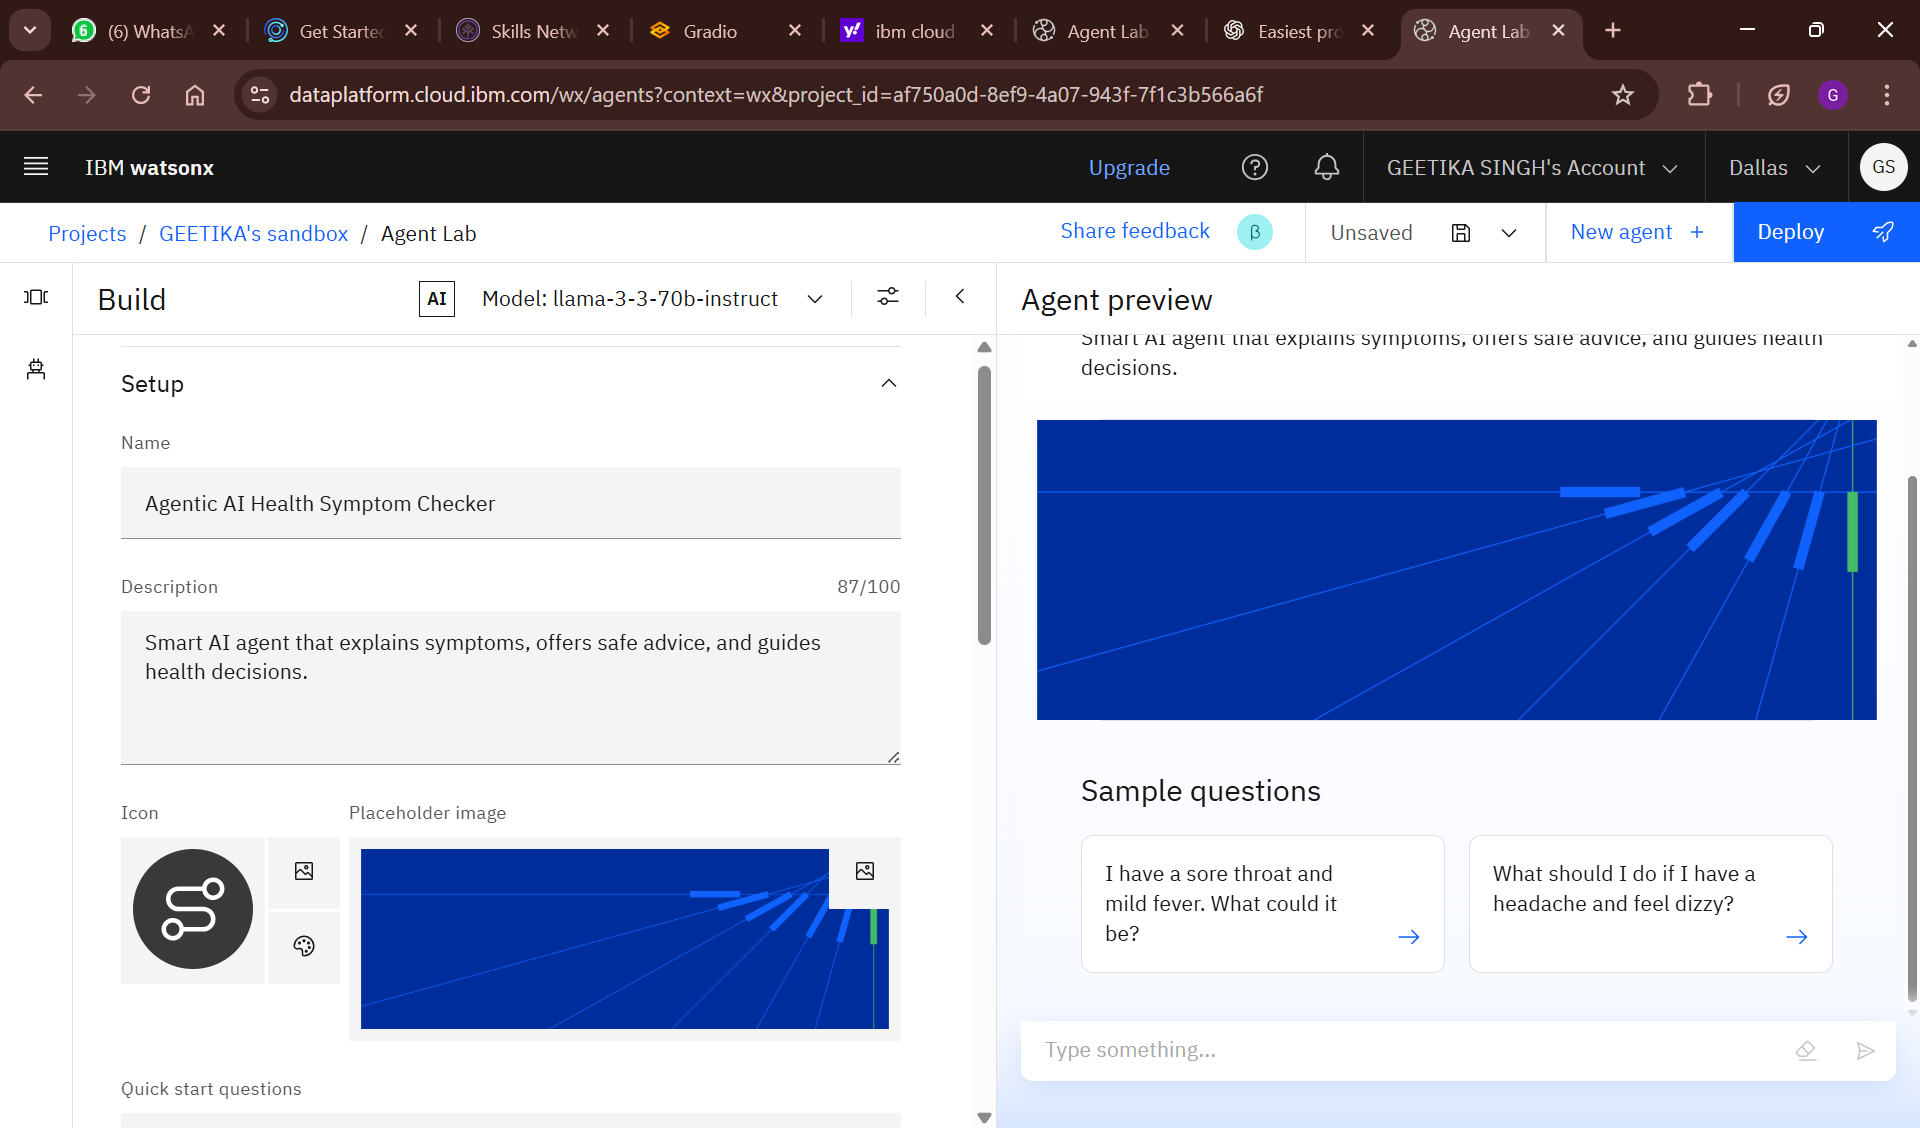 (6) WhatsA
Get Starte
Skills Netw
Gradio
ibm cloud
Agent Lab
Easiest pro
Agent Lab
dataplatform.cloud.ibm.com/wx/agents?context=wx&project_id=af750a0d-8ef9-4a07-943f-7f1c3b566a6f
G
IBM watsonx
Upgrade
GEETIKA SINGH's Account
Dallas
GS
Projects / GEETIKA's sandbox / Agent Lab
Share feedback
β
Unsaved
New agent +
Deploy
Build
AI
Model: llama-3-3-70b-instruct
Setup
Name
Agentic AI Health Symptom Checker
Description
87/100
Smart AI agent that explains symptoms, offers safe advice, and guides
health decisions.
Icon
Placeholder image
Quick start questions
Agent preview
Smart AI agent that explains symptoms, offers safe advice, and guides health
decisions.
Sample questions
I have a sore throat and
mild fever. What could it
be?
What should I do if I have a
headache and feel dizzy?
Type something...